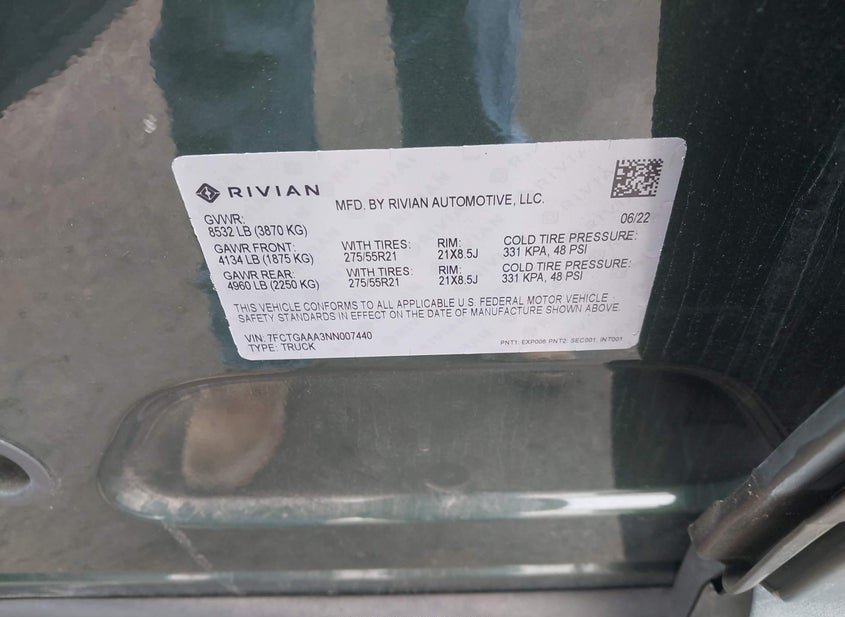 RIVIAN MFD. BY RIVIAN AUTOMOTIVE, LLC.
GVWR: 06/22
8532 LB (3870 KG)
GAWR FRONT: WITH TIRES: RIM: COLD TIRE PRESSURE:
4134 LB (1875 KG) 275/55R21 21X8.5J 331 KPA, 48 PSI
GAWR REAR: WITH TIRES: RIM: COLD TIRE PRESSURE:
4960 LB (2250 KG) 275/55R21 21X8.5J 331 KPA, 48 PSI
THIS VEHICLE CONFORMS TO ALL APPLICABLE U.S. FEDERAL MOTOR VEHICLE
SAFETY STANDARDS IN EFFECT ON THE DATE OF MANUFACTURE SHOWN ABOVE.
VIN: 7FCTGAAA3NN007440
TYPE: TRUCK PNT1: EXP006 PNT2: SEC001, INT001